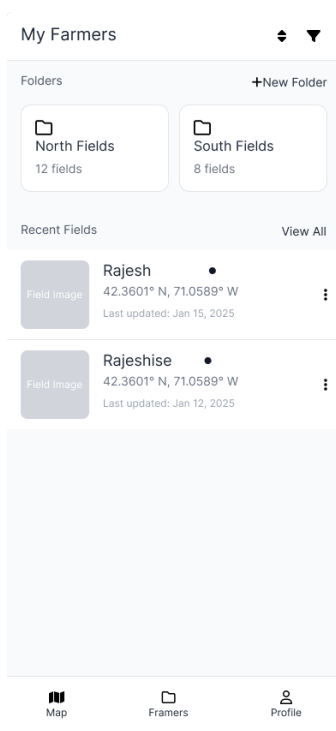 My Farmers
Folders
+New Folder
North Fields
12 fields
South Fields
8 fields
Recent Fields
View All
Field Image
Rajesh
42.3601° N, 71.0589° W
Last updated: Jan 15, 2025
Field Image
Rajeshise
42.3601° N, 71.0589° W
Last updated: Jan 12, 2025
Map
Framers
Profile